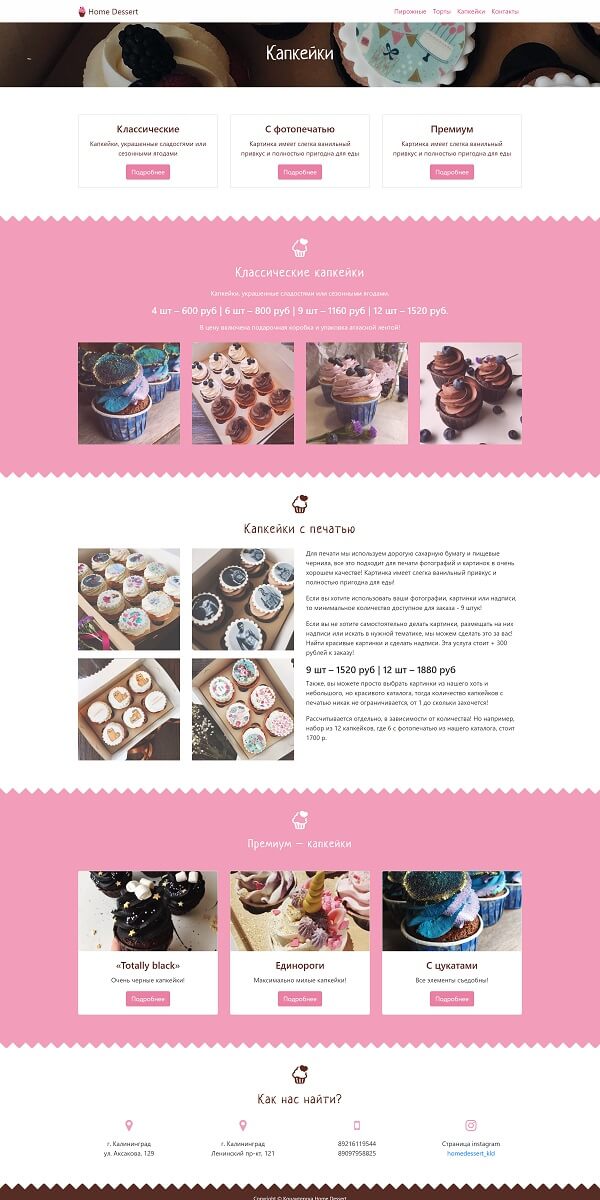 Home Dessert
Пирожные Торты Капкейки Контакты
Капкейки
Классические
Капкейки, украшенные сладостями или
сезонными ягодами.
Подробнее
С фотопечатью
Картинка имеет слегка ванильный
привкус и полностью пригодна для еды
Подробнее
Премиум
Картинка имеет слегка ванильный
привкус и полностью пригодна для еды
Подробнее
Классические капкейки
Капкейки, украшенные сладостями или сезонными ягодами.
4 шт – 600 руб | 6 шт – 800 руб | 9 шт – 1160 руб | 12 шт – 1520 руб.
В цену включена подарочная коробка и упаковка атласной лентой!
Капкейки с печатью
Для печати мы используем дорогую сахарную бумагу и пищевые
чернила, все это подходит для печати фотографий и картинок в очень
хорошем качестве! Картинка имеет слегка ванильный привкус и
полностью пригодна для еды!
Если вы хотите использовать ваши фотографии, картинки или надписи,
то минимальное количество доступное для заказа - 9 штук!
Если вы не хотите самостоятельно делать картинки, размещать на них
надписи или искать в нужной тематике, мы можем сделать это за вас!
Найти красивые картинки и сделать надписи. Эта услуга стоит + 300
рублей к заказу!
9 шт – 1520 руб | 12 шт – 1880 руб
Также, вы можете просто выбрать картинки из нашего хоть и
небольшого, но красивого каталога, тогда количество капкейков с
печатью никак не ограничивается, от 1 до скольки захочется!
Рассчитывается отдельно, в зависимости от количества! Но например,
набор из 12 капкейков, где 6 с фотопечатью из нашего каталога, стоит
1700 р.
Премиум – капкейки
«Totally black»
Очень черные капкейки!
Подробнее
Единороги
Максимально милые капкейки!
Подробнее
С цукатами
Все элементы съедобны!
Подробнее
Как нас найти?
г. Калининград
ул. Аксакова, 129
г. Калининград
Ленинский пр-кт, 121
89216119544
89097958825
Страница instagram
homedessert_kld
Copyright © Кондитерская Home Dessert